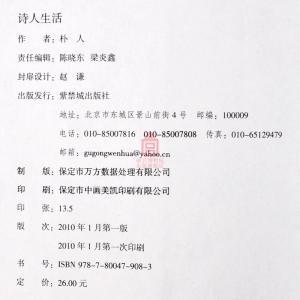 诗人生活
作 者：朴 人
责任编辑：陈晓东 梁炎鑫
封扉设计：赵 谦
出版发行：紫禁城出版社
地址：北京市东城区景山前街4号 邮编：100009
电话：010-85007816 010-85007808 传真：010-65129479
邮箱：gugongwenhua@yahoo.cn
制 版：保定市万方数据处理有限公司
印 刷：保定市中画美凯印刷有限公司
印 张：13.5
版 次：2010年1月第一版
2010年1月第一次印刷
书 号：ISBN 978-7-80047-908-3
定 价：26.00元